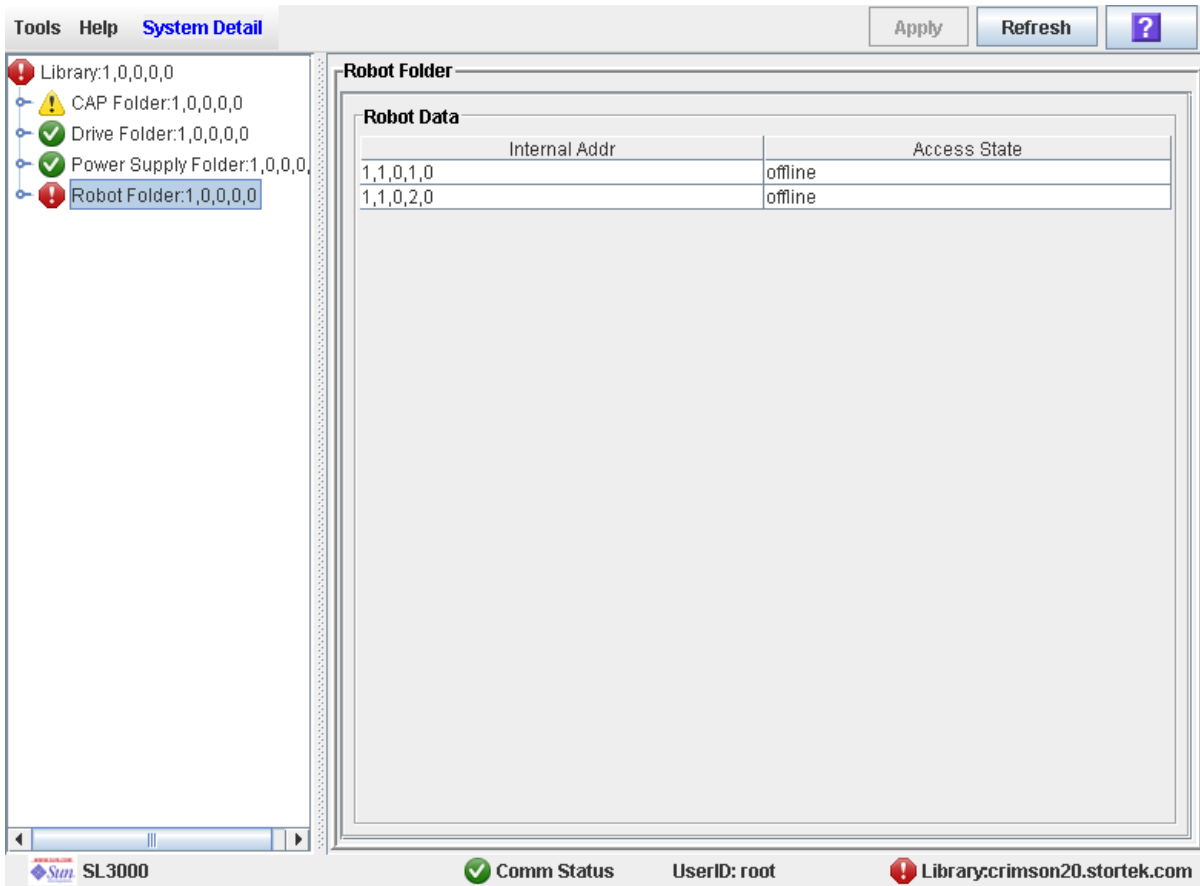 Tools Help System Detail Apply Refresh ?
Library:1,0,0,0,0
CAP Folder:1,0,0,0,0
Drive Folder:1,0,0,0,0
Power Supply Folder:1,0,0,0,
Robot Folder:1,0,0,0,0
Robot Folder
Robot Data
Internal Addr Access State
1,1,0,1,0 offline
1,1,0,2,0 offline
Sun SL3000 Comm Status UserID: root Library:crimson20.stortek.com